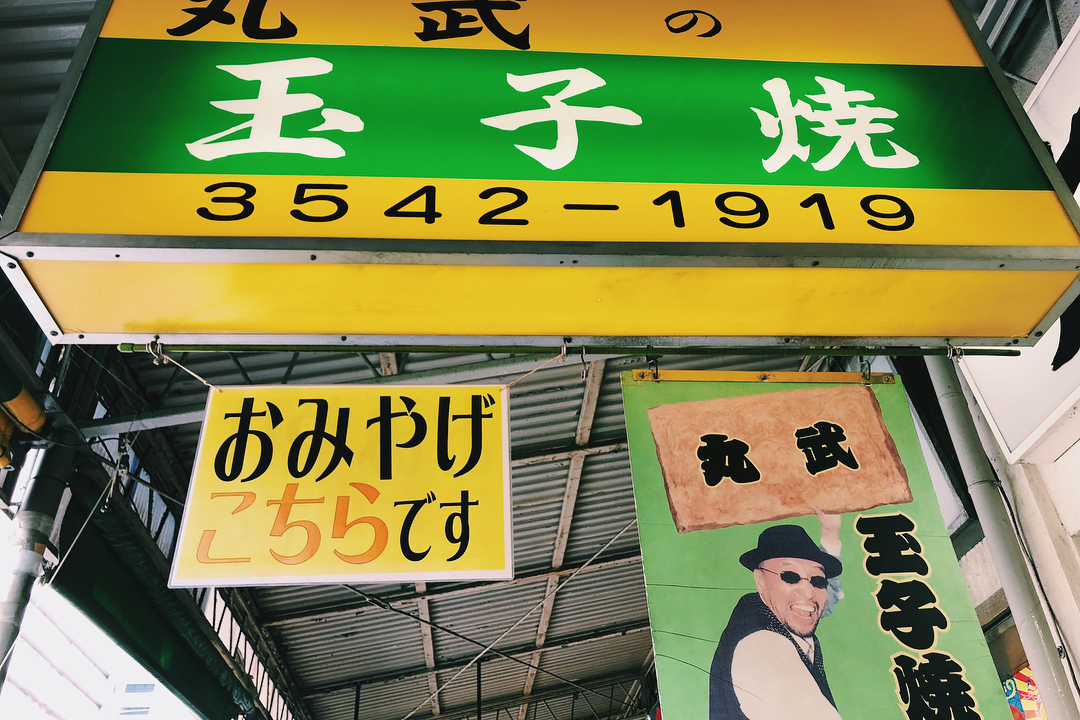 丸武の
玉子焼
3542-1919
おみやげ
こちらです
丸武
玉子焼